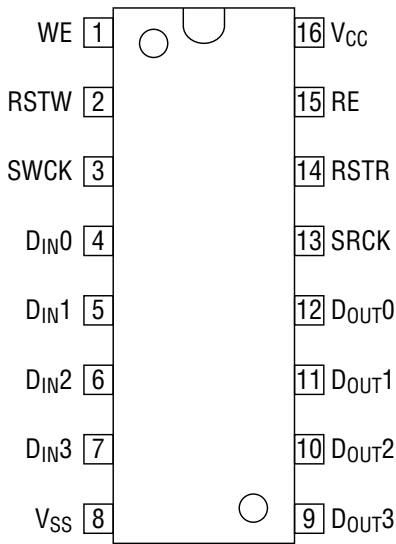 WE 1 16 VCC
RSTW 2 15 RE
SWCK 3 14 RSTR
DIN0 4 13 SRCK
DIN1 5 12 DOUT0
DIN2 6 11 DOUT1
DIN3 7 10 DOUT2
VSS 8 9 DOUT3